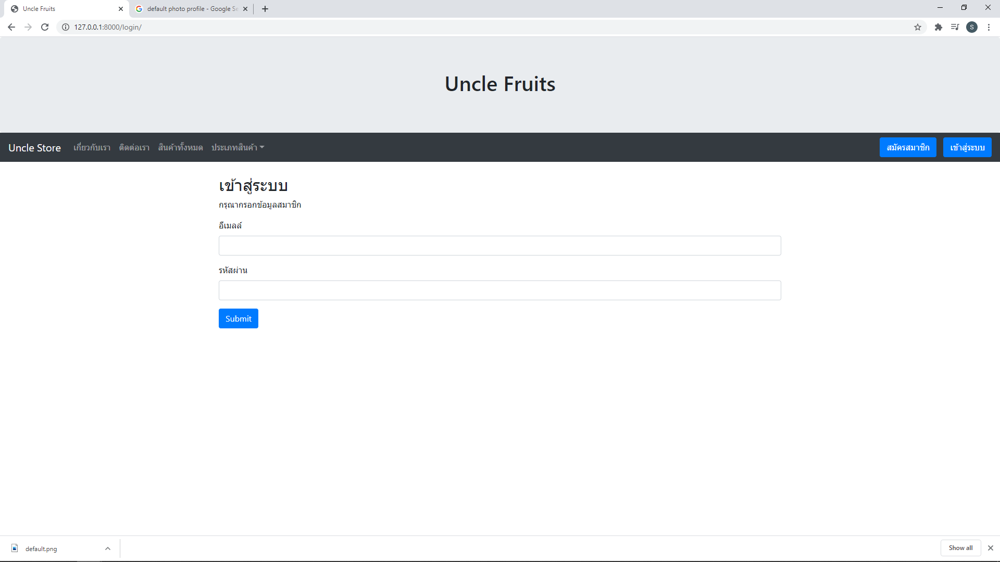 Uncle Fruits
default photo profile - Google Se
127.0.0.1:8000/login/
S
Uncle Fruits
Uncle Store เกี่ยวกับเรา ติดต่อเรา สินค้าทั้งหมด ประเภทสินค้า สมัครสมาชิก เข้าสู่ระบบ
เข้าสู่ระบบ
กรุณากรอกข้อมูลสมาชิก
อีเมลล์
รหัสผ่าน
Submit
default.png
Show all